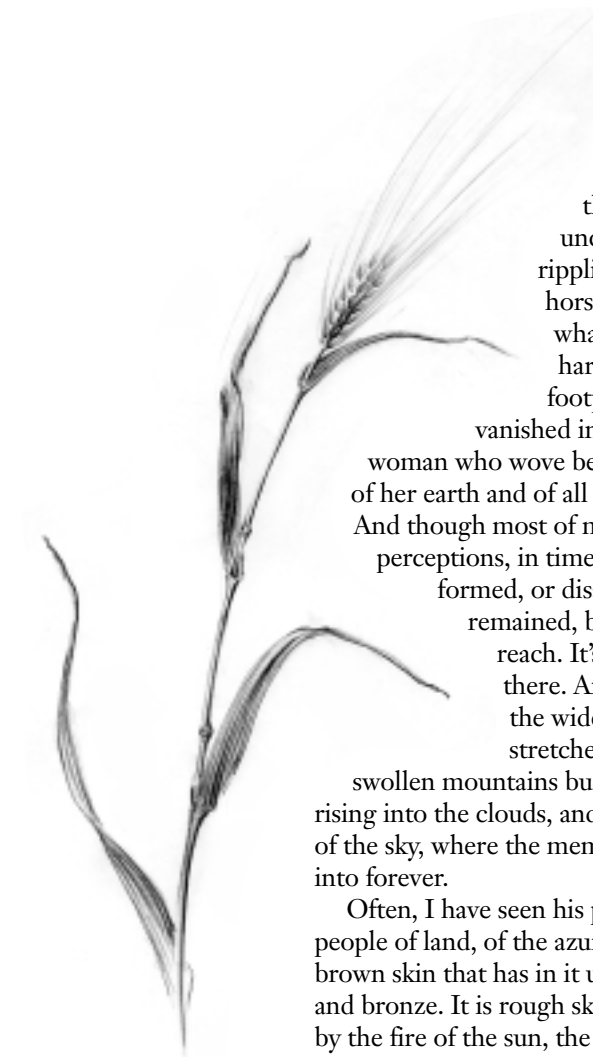 th
und
rippli
hors
wha
har
footp
vanished in
woman who wove be
of her earth and of all
And though most of m
perceptions, in time
formed, or dis
remained, b
reach. It’s
there. A
the wide
stretche
swollen mountains bu
rising into the clouds, and
of the sky, where the mem
into forever.
Often, I have seen his p
people of land, of the azu
brown skin that has in it u
and bronze. It is rough sk
by the fire of the sun, the